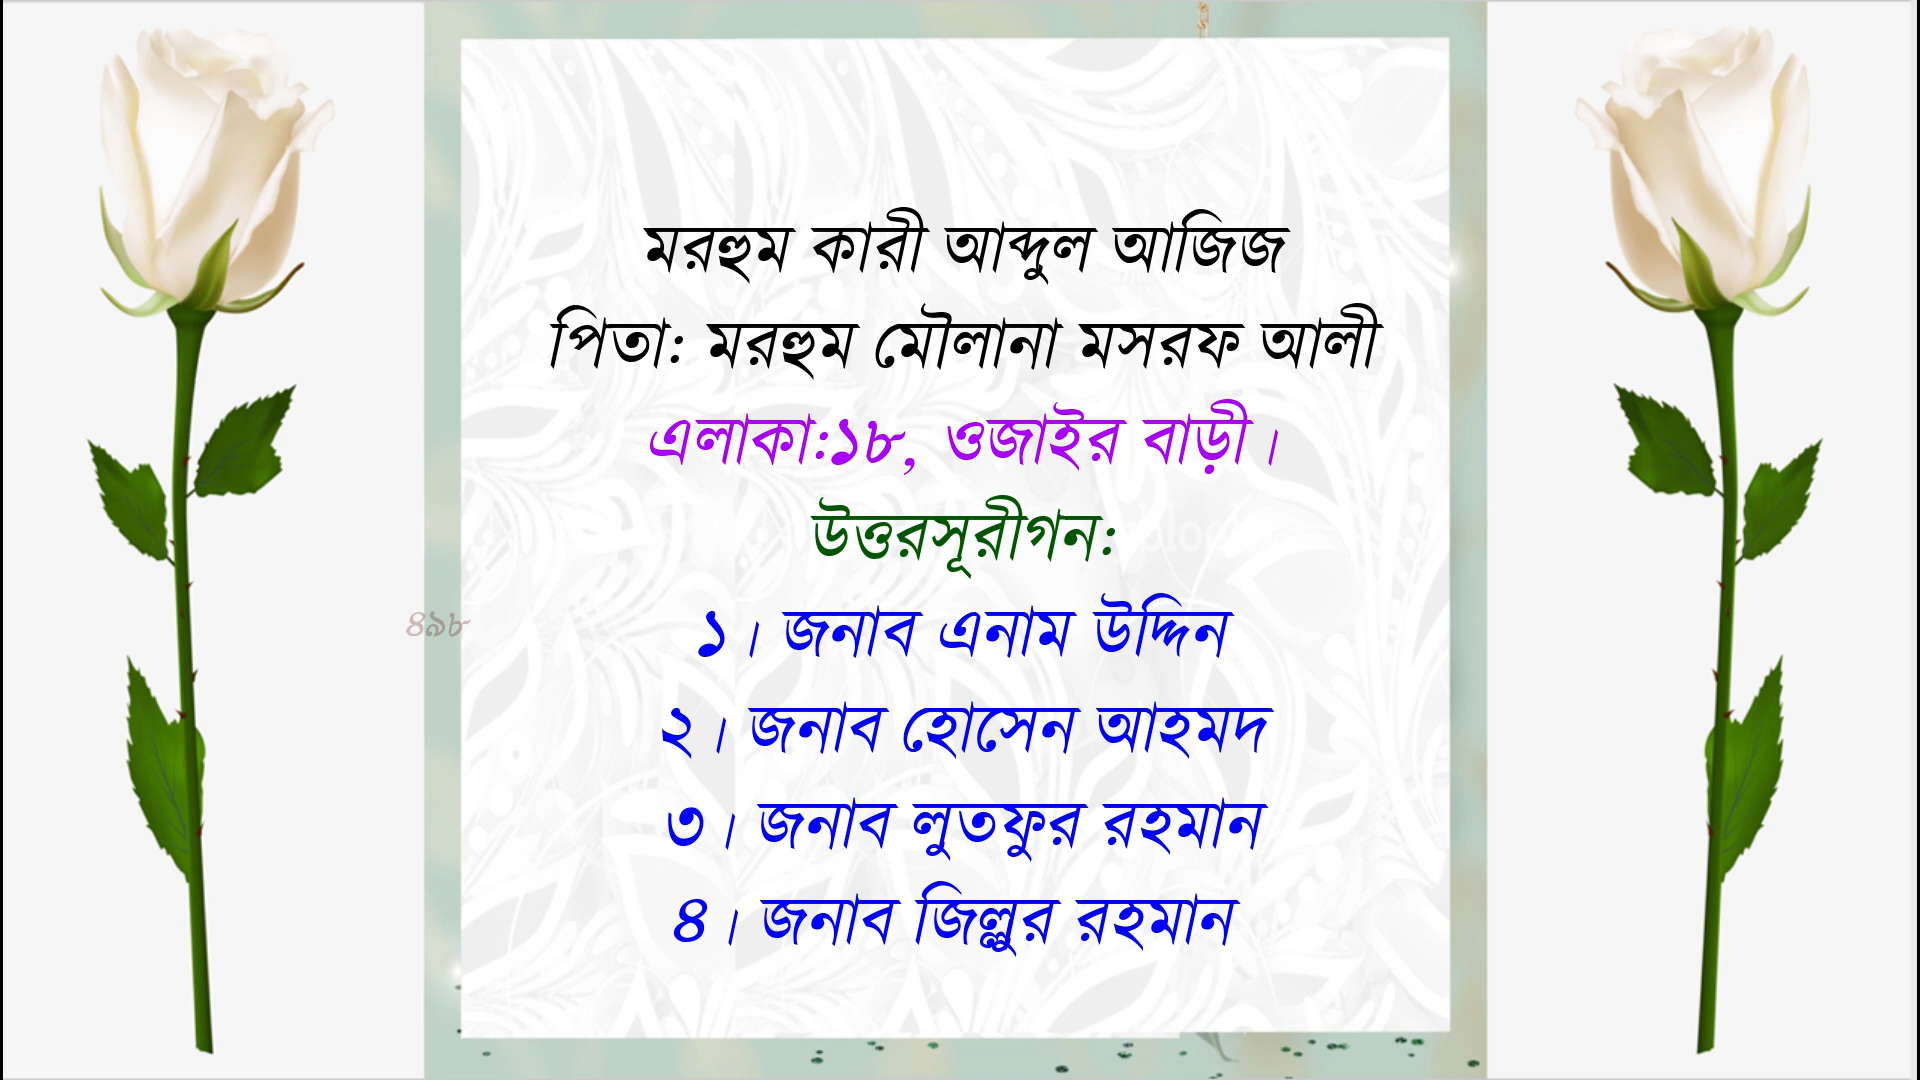 মরহুম কারী আব্দুল আজিজ
পিতা: মরহুম মৌলানা মসরফ আলী
এলাকা:১৮, ওজাইর বাড়ী।
উত্তরসূরীগন:
১। জনাব এনাম উদ্দিন
৪৯৮
২। জনাব হোসেন আহমদ
৩। জনাব লুতফুর রহমান
৪। জনাব জিল্লুর রহমান